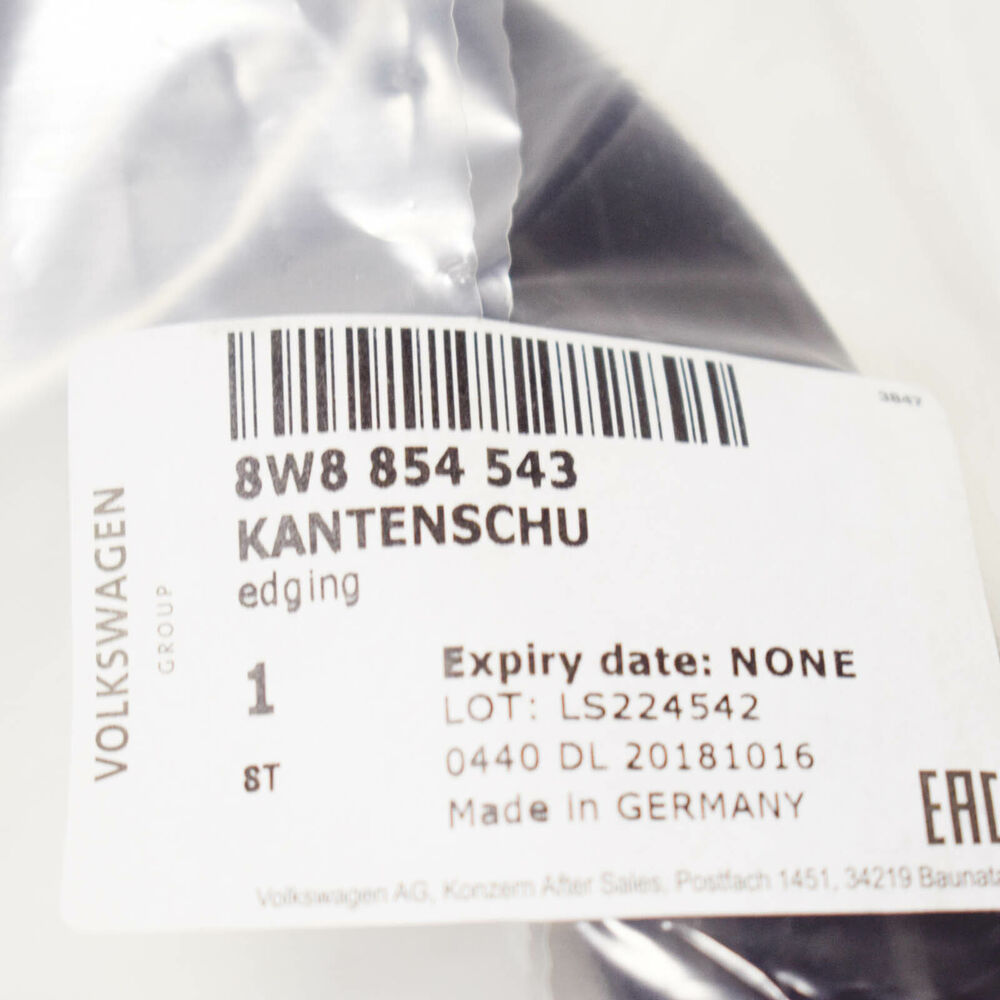 3847
8W8 854 543
KANTENSCHU
edging
VOLKSWAGEN
GROUP
1
ST
Expiry date: NONE
LOT: LS224542
0440 DL 20181016
Made in GERMANY
EAC
Volkswagen AG, Konzern After Sales, Postfach 1451, 34219 Baunata